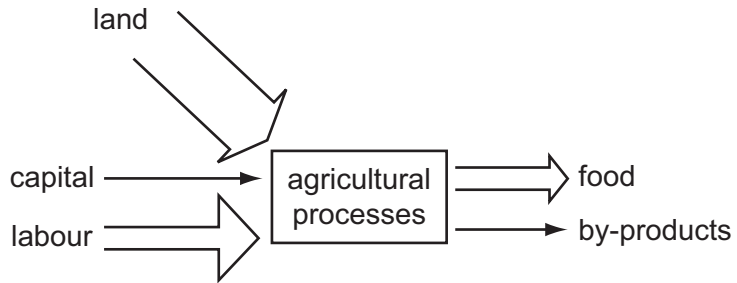 land
capital
labour
agricultural
processes
food
by-products